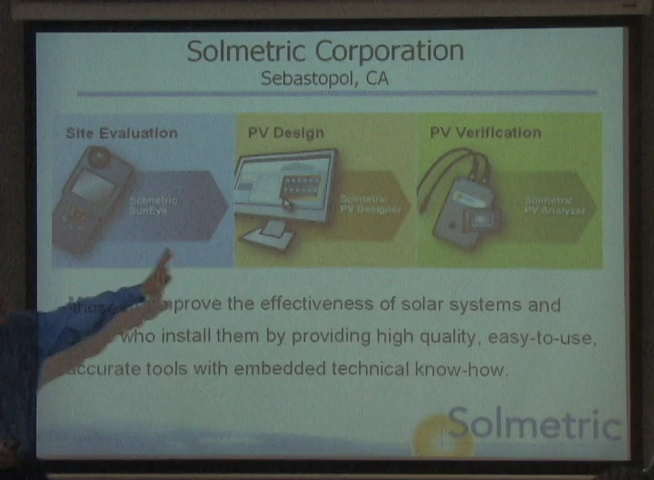 Solmetric Corporation
Sebastopol, CA
Site Evaluation
Solmetric
SunEye
PV Design
Solmetric
PV Designer
PV Verification
Solmetric
PV Analyzer
improve the effectiveness of solar systems and
who install them by providing high quality, easy-to-use,
accurate tools with embedded technical know-how.
Solmetric